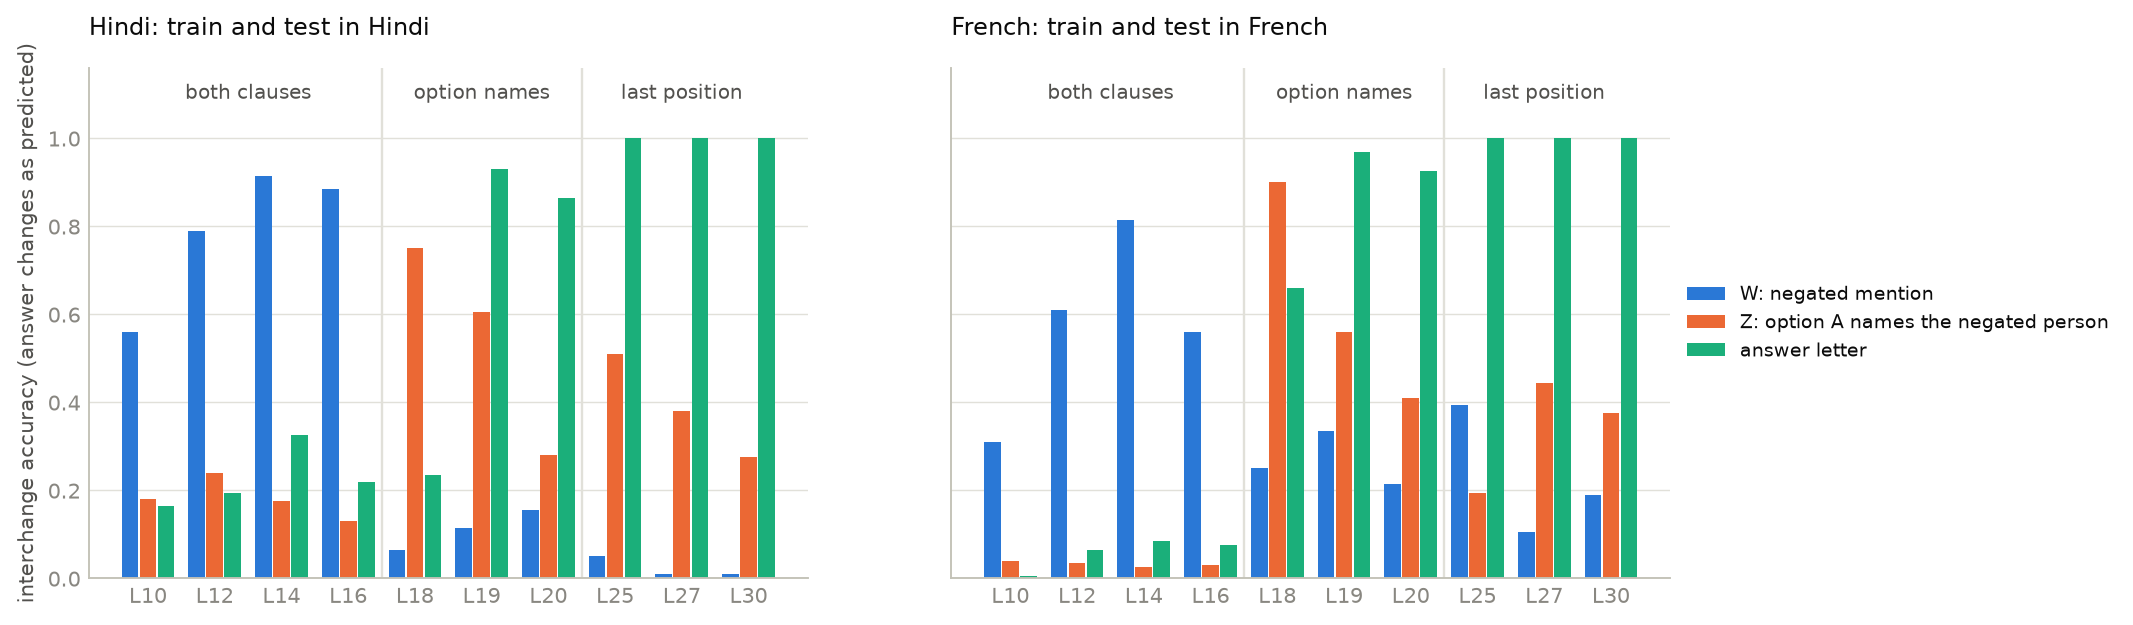 Hindi: train and test in Hindi
both clauses
option names
last position
interchange accuracy (answer changes as predicted)
1.0
0.8
0.6
0.4
0.2
0.0
L10
L12
L14
L16
L18
L19
L20
L25
L27
L30
French: train and test in French
both clauses
option names
last position
L10
L12
L14
L16
L18
L19
L20
L25
L27
L30
W: negated mention
Z: option A names the negated person
answer letter